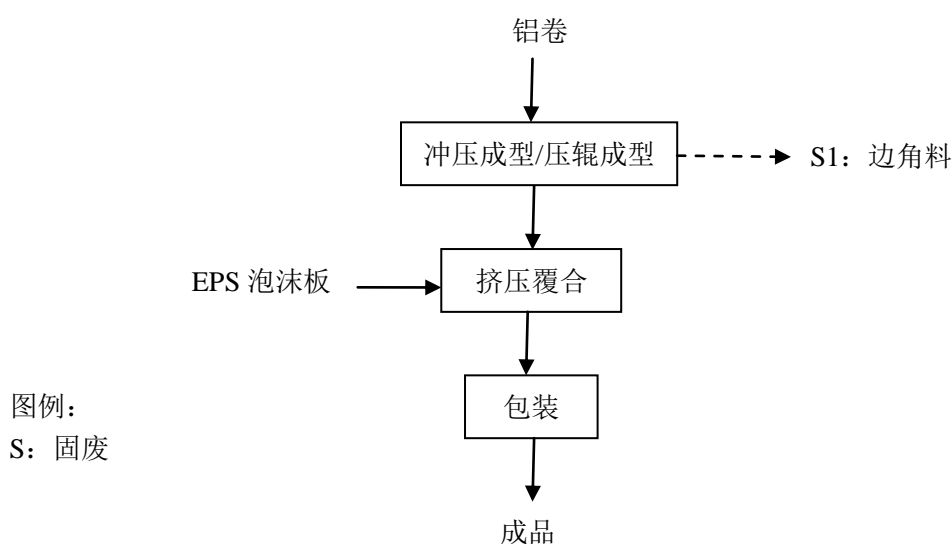 铝卷
冲压成型/压辊成型
S1：边角料
EPS 泡沫板
挤压覆合
包装
图例：
S：固废
成品